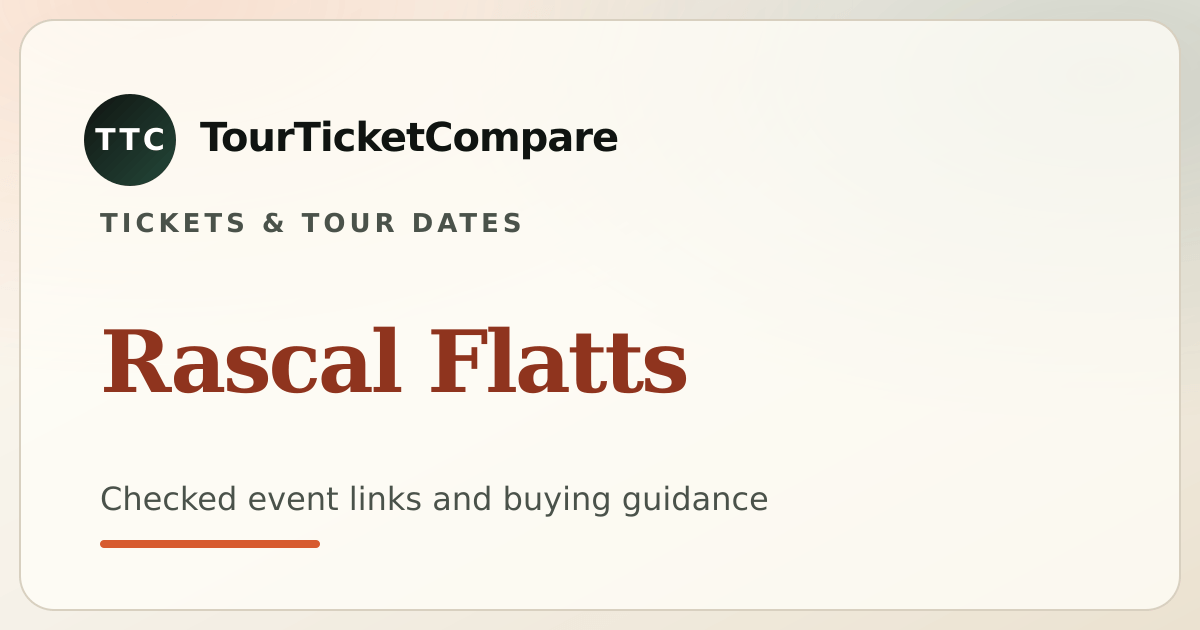 TTC TourTicketCompare
TICKETS & TOUR DATES
Rascal Flatts
Checked event links and buying guidance